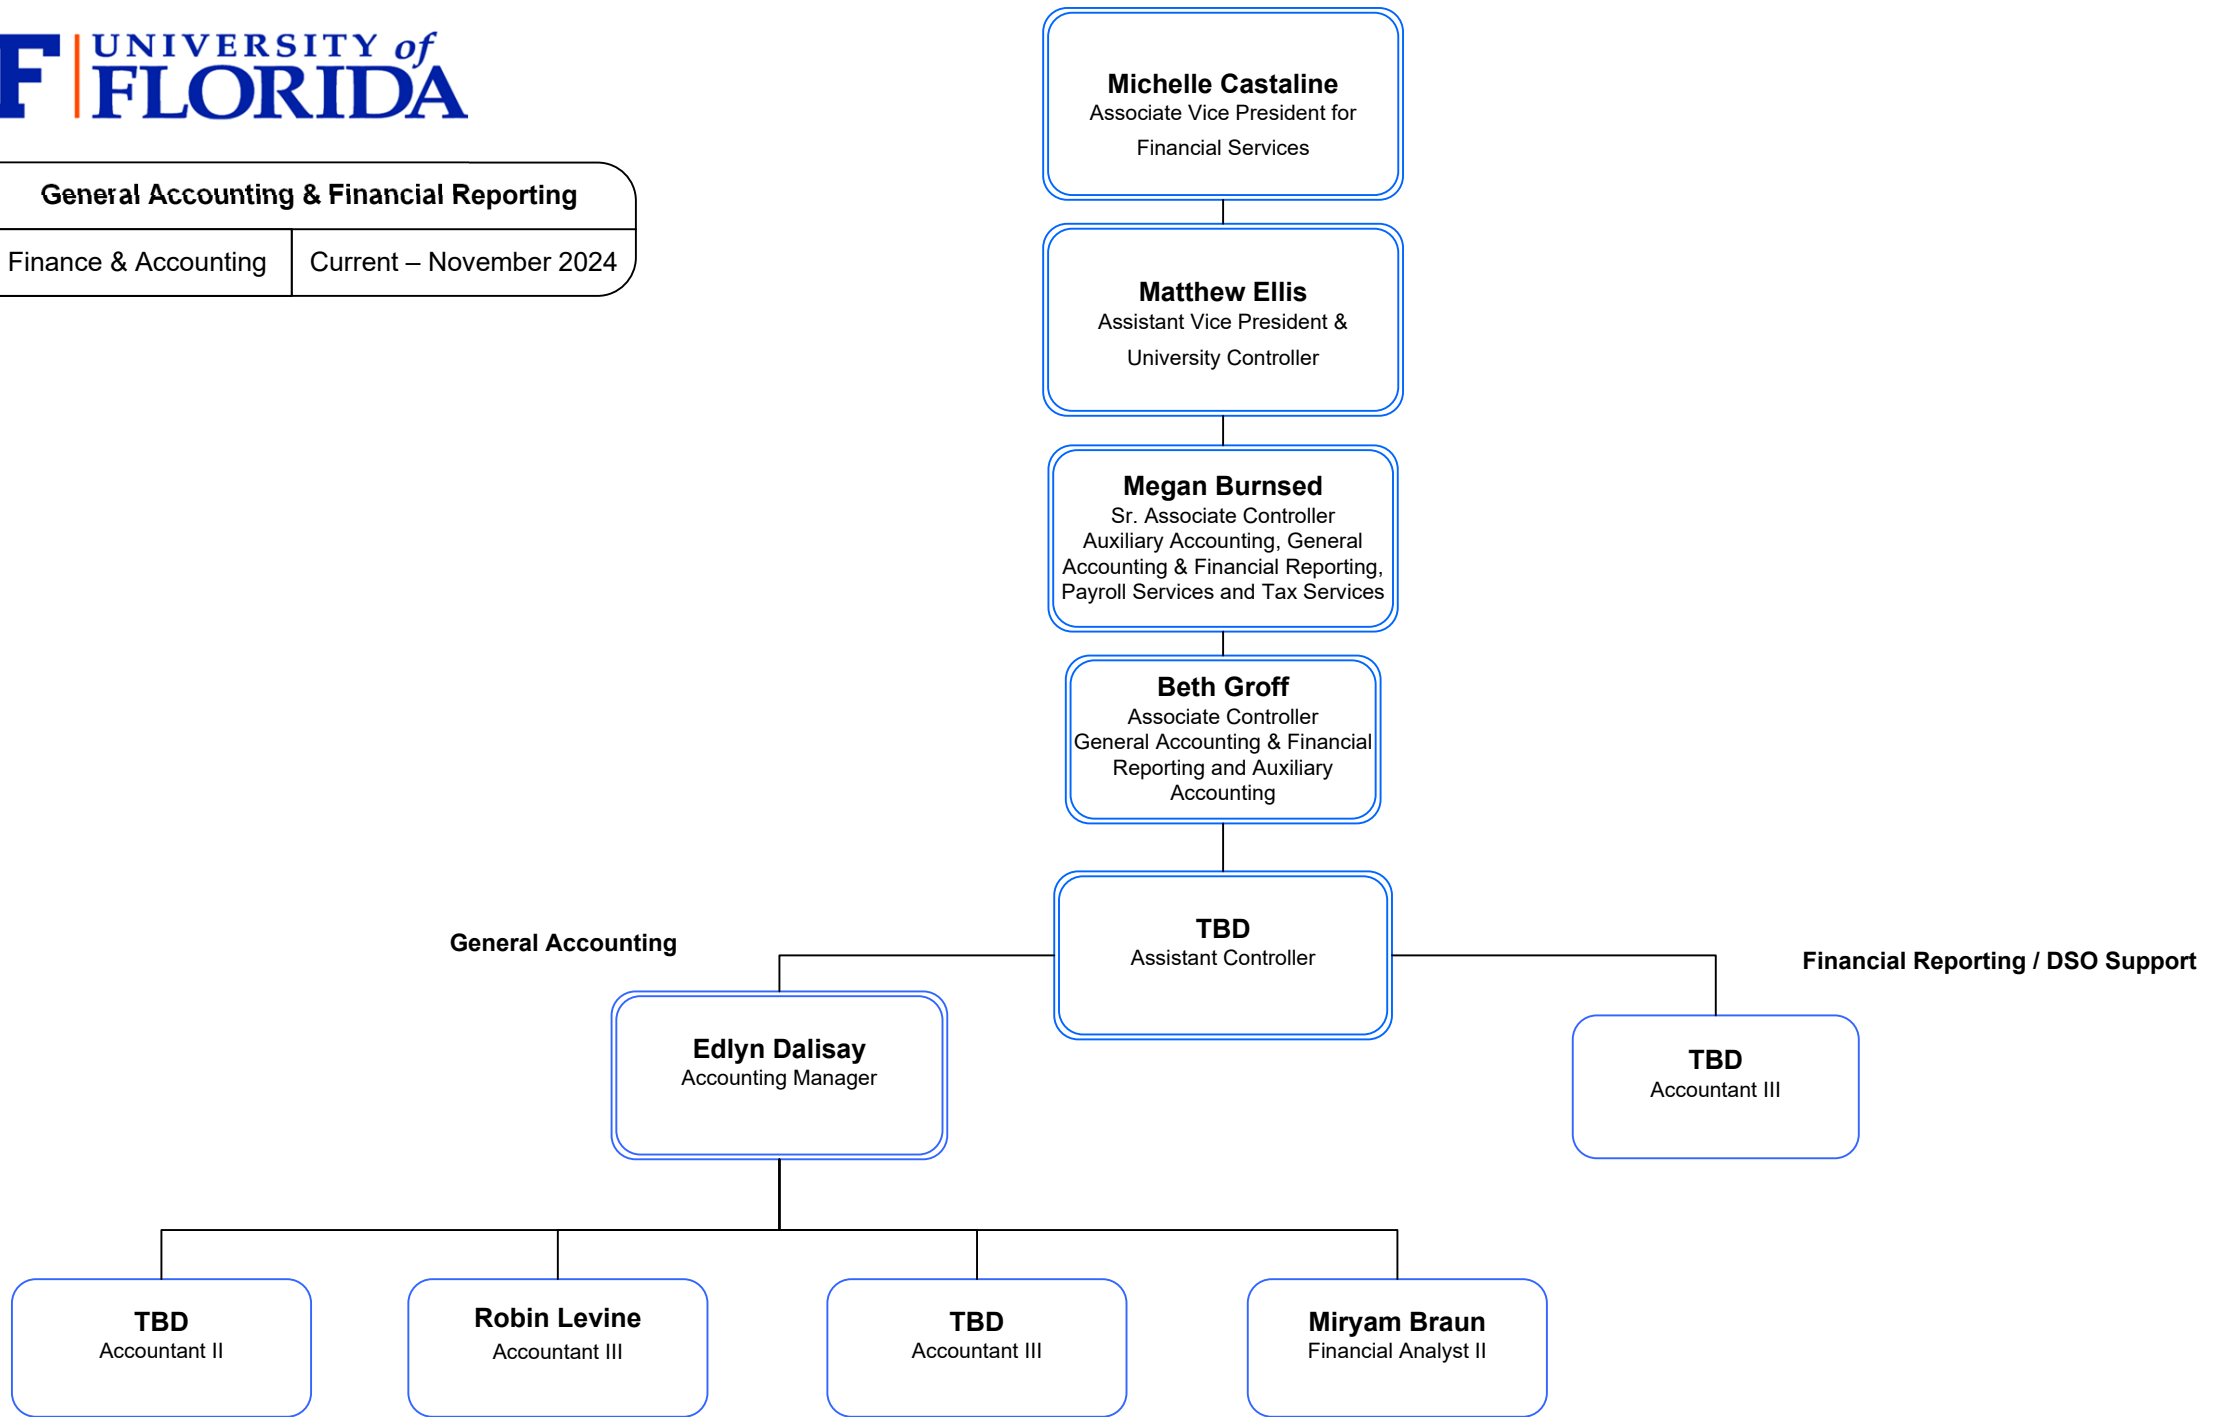 F UNIVERSITY of
FLORIDA
General Accounting & Financial Reporting
Finance & Accounting
Current – November 2024
Michelle Castaline
Associate Vice President for
Financial Services
Matthew Ellis
Assistant Vice President &
University Controller
Megan Burnsed
Sr. Associate Controller
Auxiliary Accounting, General
Accounting & Financial Reporting,
Payroll Services and Tax Services
Beth Groff
Associate Controller
General Accounting & Financial
Reporting and Auxiliary
Accounting
TBD
Assistant Controller
General Accounting
Financial Reporting / DSO Support
Edlyn Dalisay
Accounting Manager
TBD
Accountant III
TBD
Accountant II
Robin Levine
Accountant III
TBD
Accountant III
Miryam Braun
Financial Analyst II